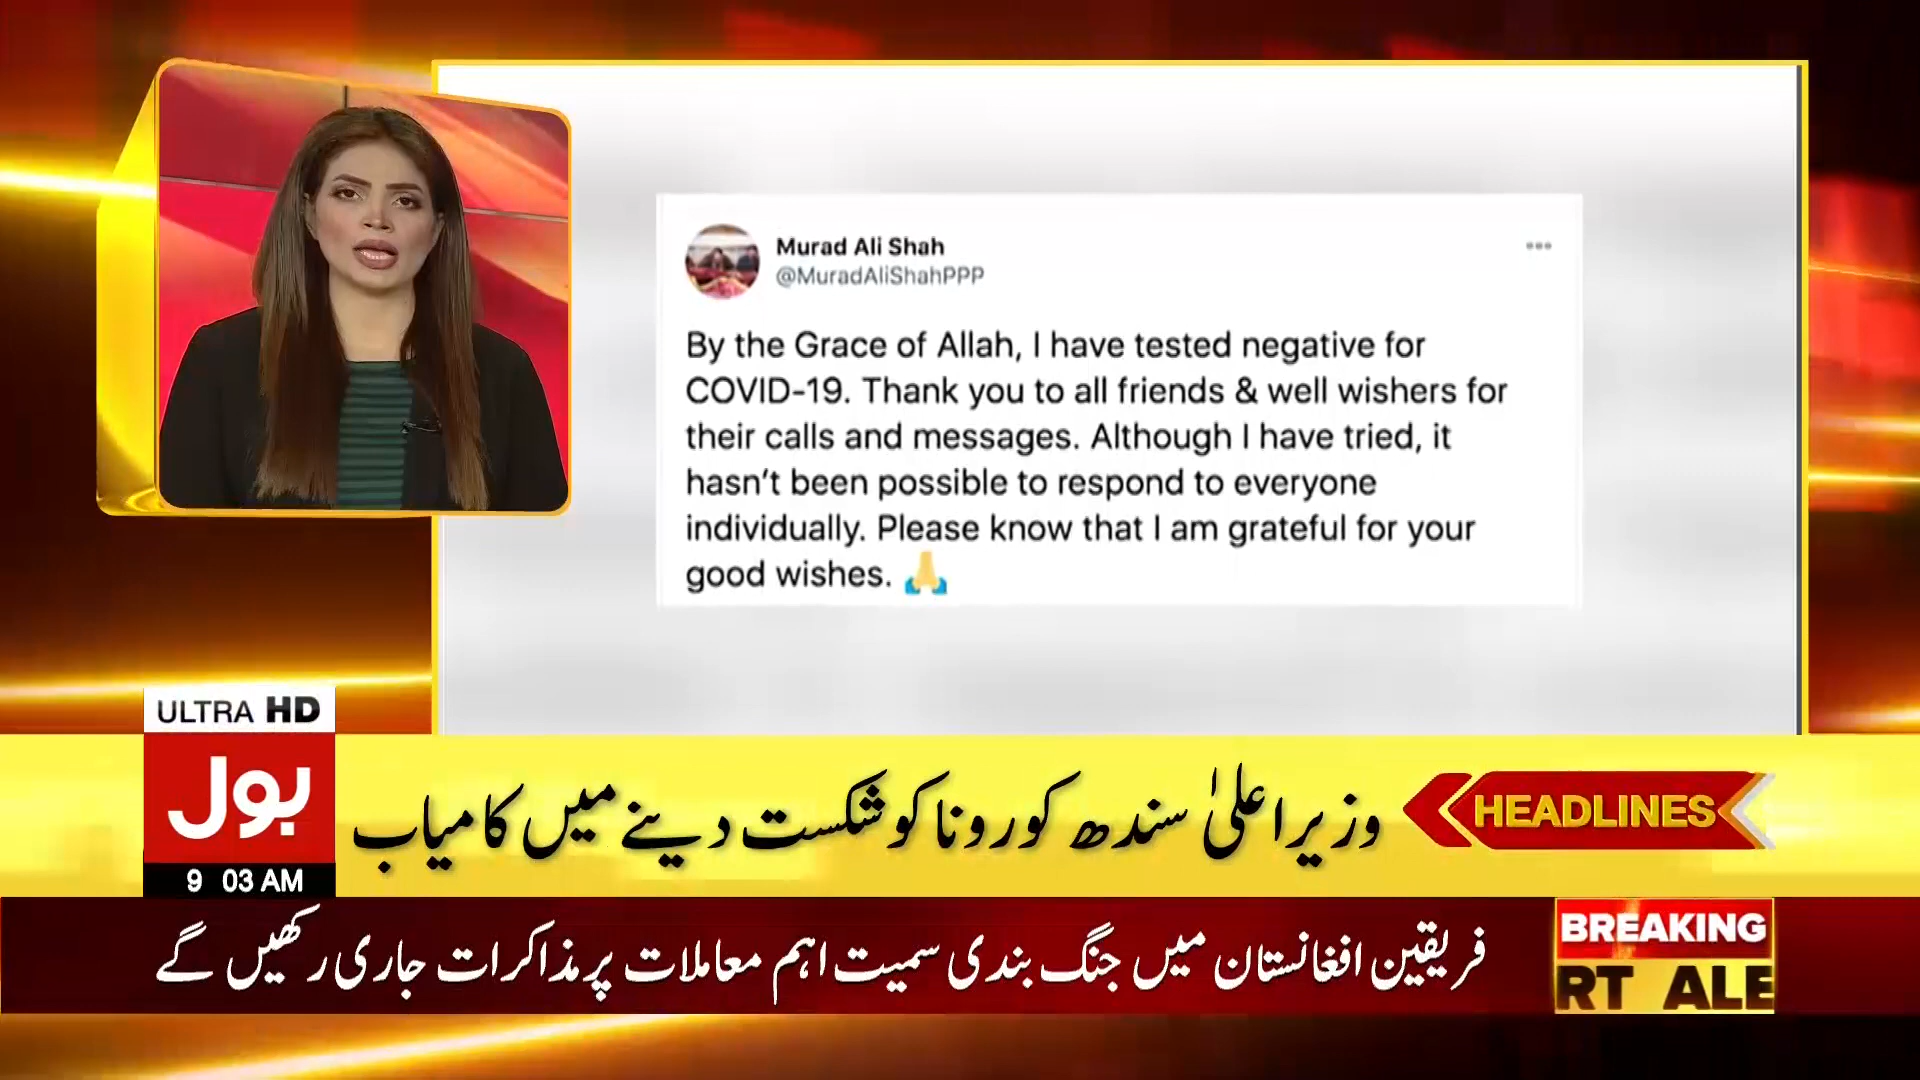 Murad Ali Shah
@MuradAliShahPPP
By the Grace of Allah, I have tested negative for
COVID-19. Thank you to all friends & well wishers for
their calls and messages. Although I have tried, it
hasn't been possible to respond to everyone
individually. Please know that I am grateful for your
good wishes. 🙏
ULTRA HD
بول
9 03 AM
HEADLINES
وزیراعلیٰ سندھ کورونا کو شکست دینے میں کامیاب
BREAKING
RT ALE
فریقین افغانستان میں جنگ بندی سمیت اہم معاملات پر مذاکرات جاری رکھیں گے